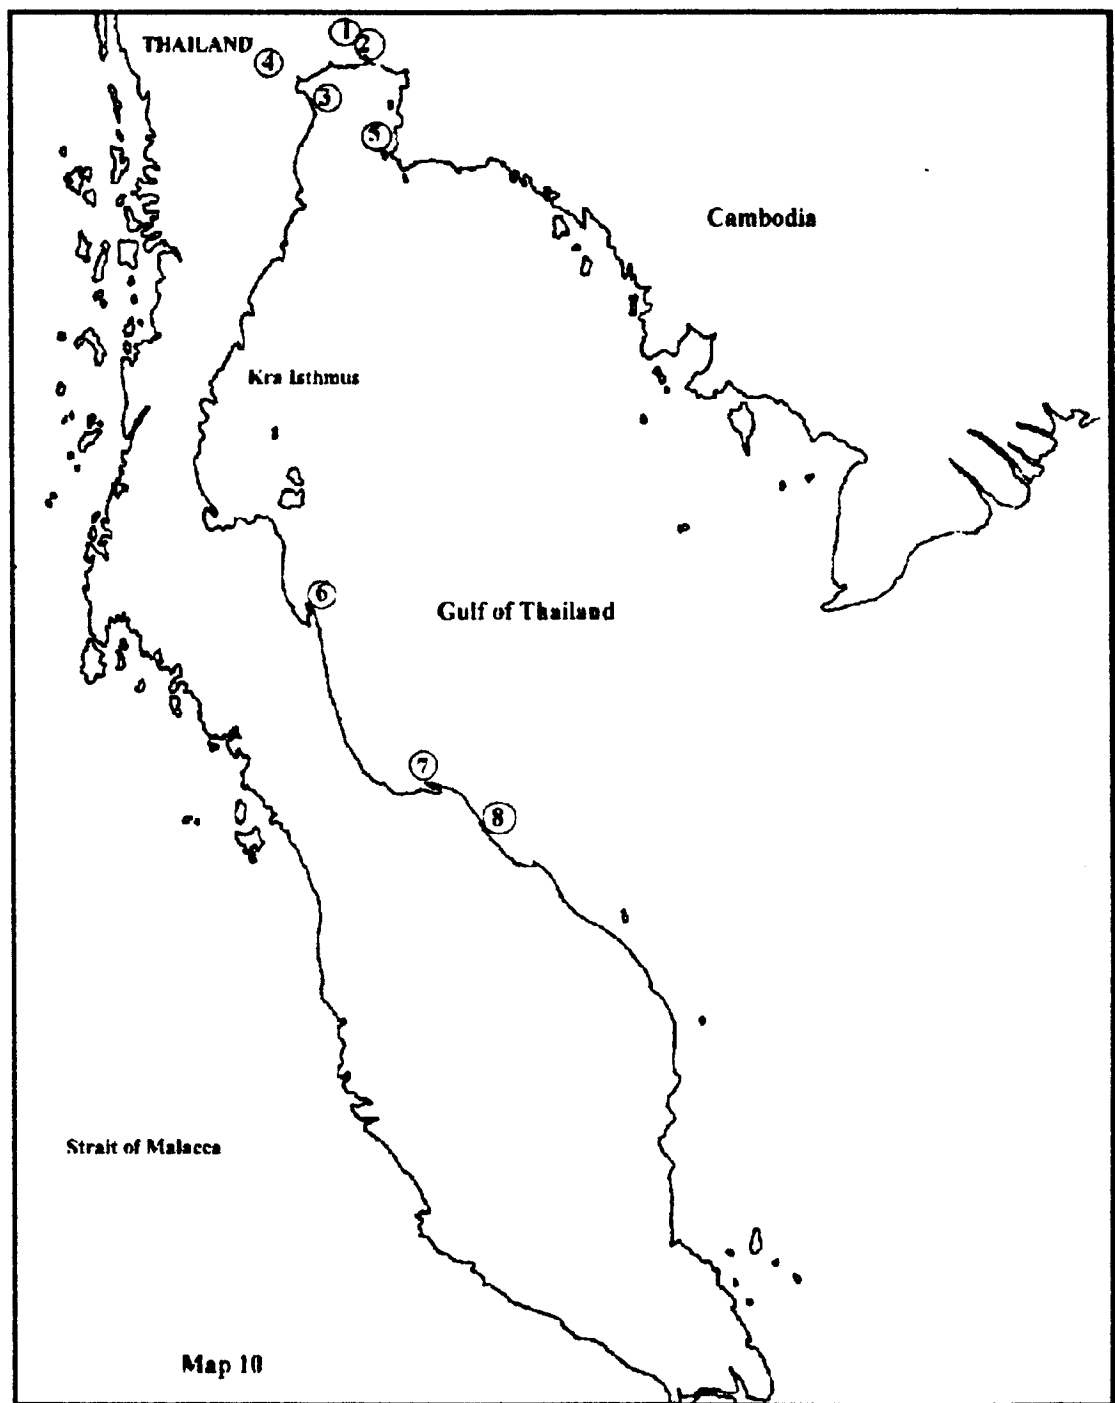 1
THAILAND
2
4
3
5
Cambodia
Kra Isthmus
6
Gulf of Thailand
7
8
Strait of Malacca
Map 10